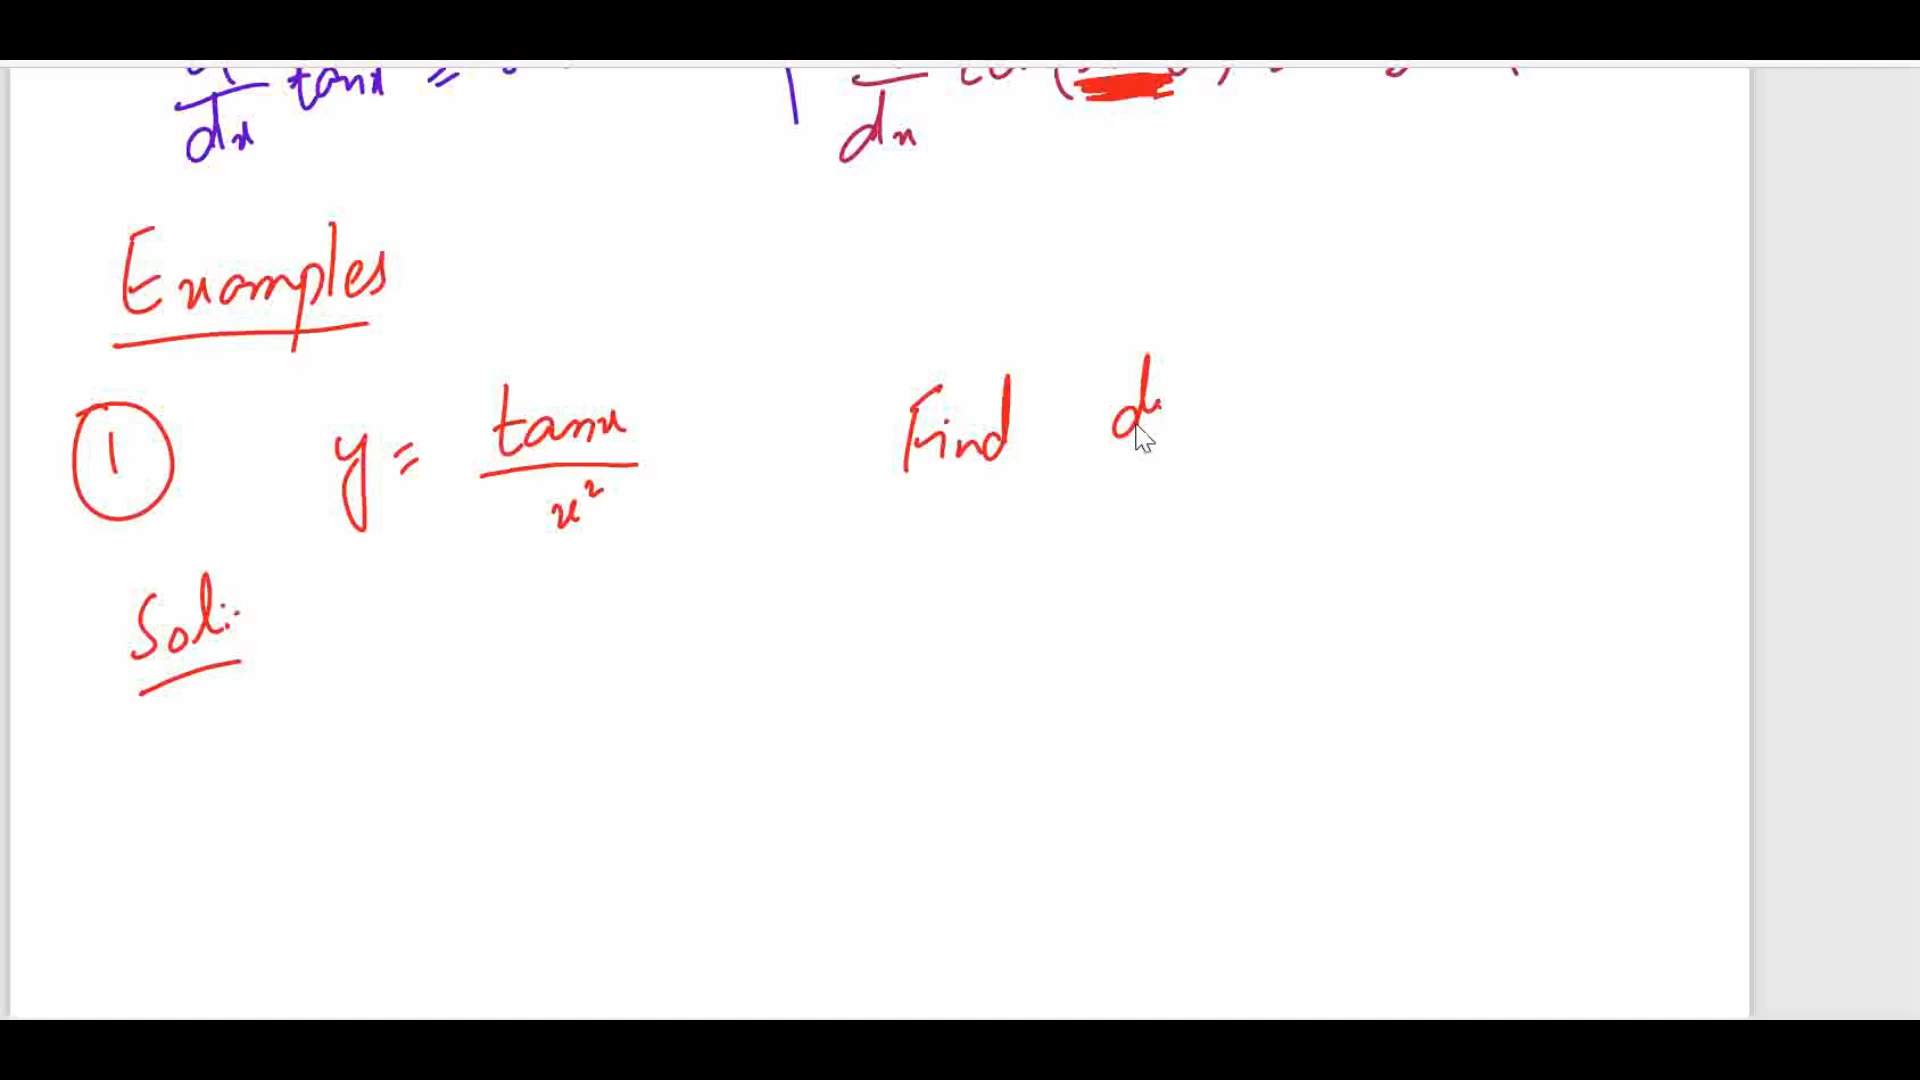 d/dx tanx =
d/dx
Examples
① y = tanx/x² Find d
Sol: